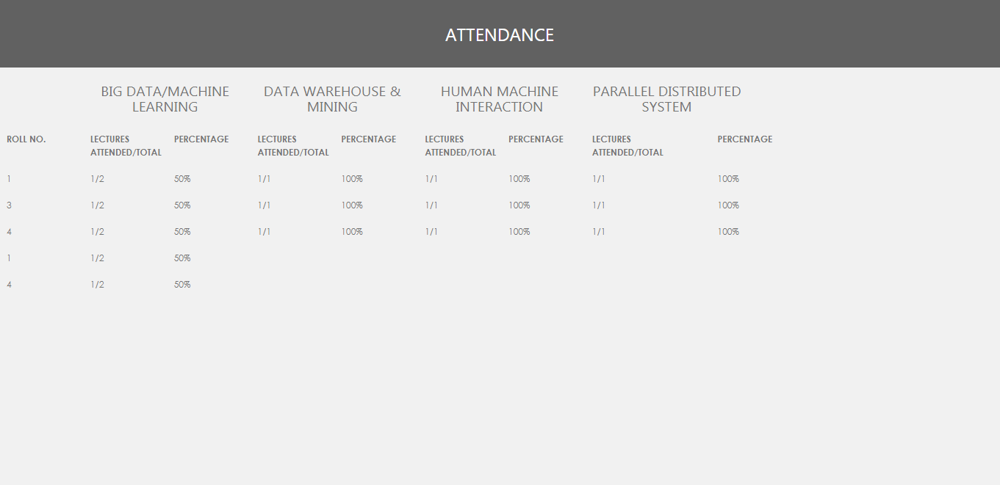 ATTENDANCE
BIG DATA/MACHINE LEARNING DATA WAREHOUSE & MINING HUMAN MACHINE INTERACTION PARALLEL DISTRIBUTED SYSTEM
ROLL NO. LECTURES ATTENDED/TOTAL PERCENTAGE LECTURES ATTENDED/TOTAL PERCENTAGE LECTURES ATTENDED/TOTAL PERCENTAGE LECTURES ATTENDED/TOTAL PERCENTAGE
1 1/2 50% 1/1 100% 1/1 100% 1/1 100%
3 1/2 50% 1/1 100% 1/1 100% 1/1 100%
4 1/2 50% 1/1 100% 1/1 100% 1/1 100%
1 1/2 50%
4 1/2 50%